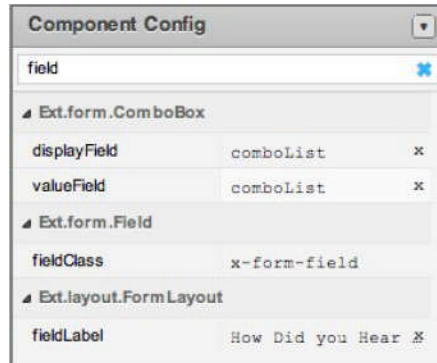 Component Config
field
Ext.form.ComboBox
displayField comboList x
valueField comboList x
Ext.form.Field
fieldClass x-form-field
Ext.layout.FormLayout
fieldLabel How Did you Hear x